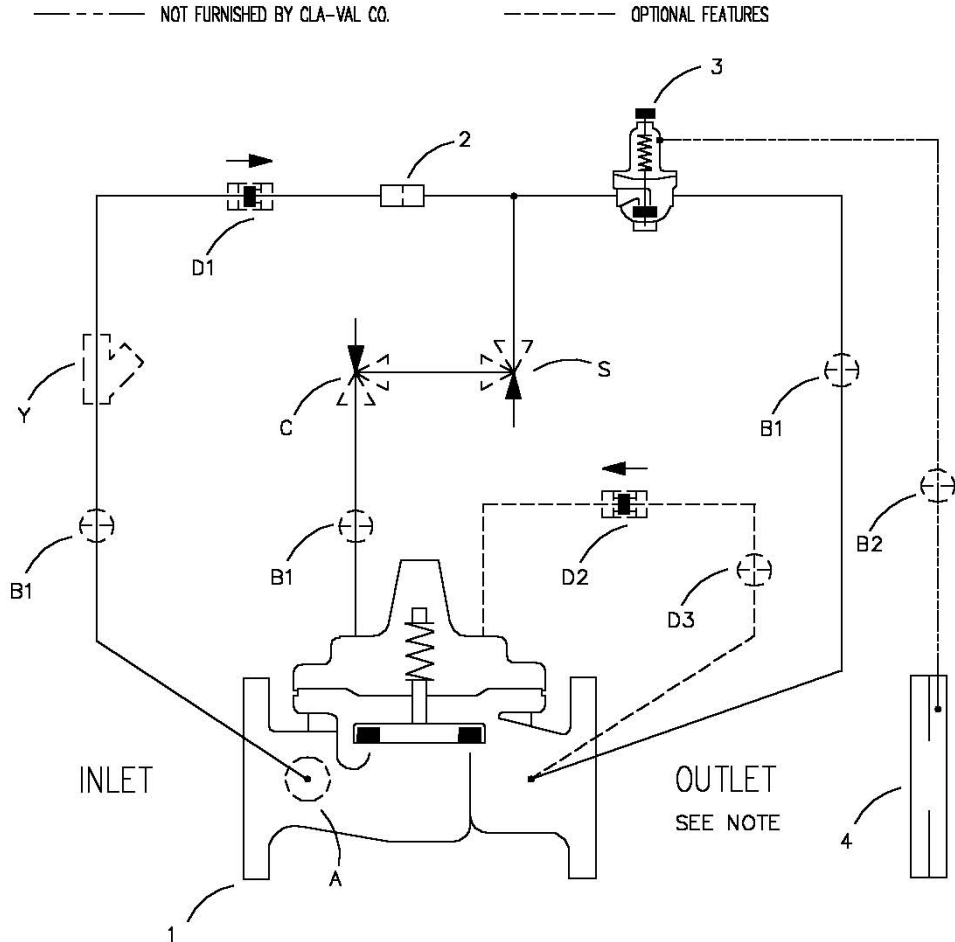 NOT FURNISHED BY CLA-VAL CO.
OPTIONAL FEATURES
3
2
D1
S
Y
C
B1
B2
B1
B1
D2
D3
INLET
OUTLET
SEE NOTE
4
A
1